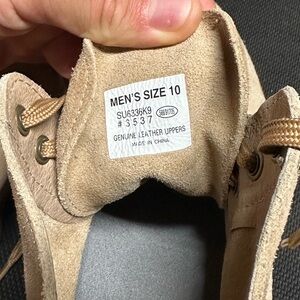 MEN'S SIZE 10
SU6336K9
# 3537
GENUINE LEATHER UPPERS
MADE IN CHINA